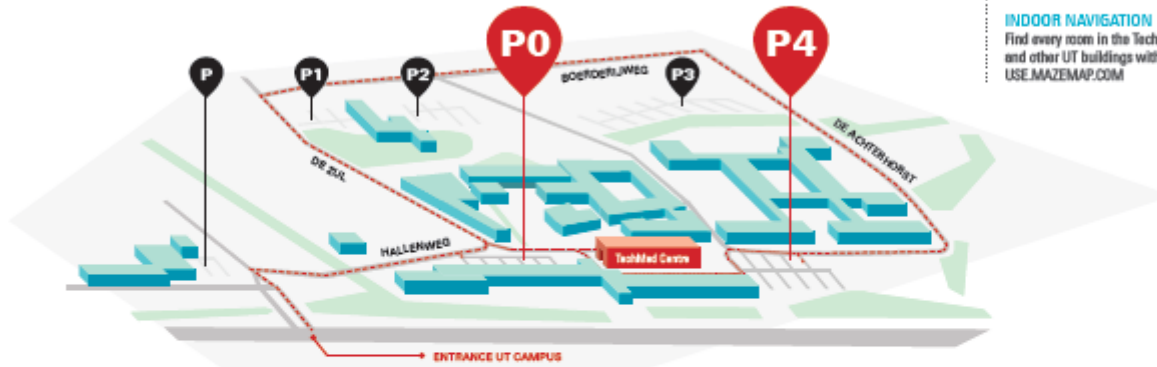 INDOOR NAVIGATION
Find every room in the Tech
and other UT buildings with
USE.MAZEMAP.COM
P0
P4
P
P1
P2
P3
BOERDERIJWEG
DE ACHTERHORST
DE ZUL
HALLENWEG
TechMed Centre
ENTRANCE UT CAMPUS